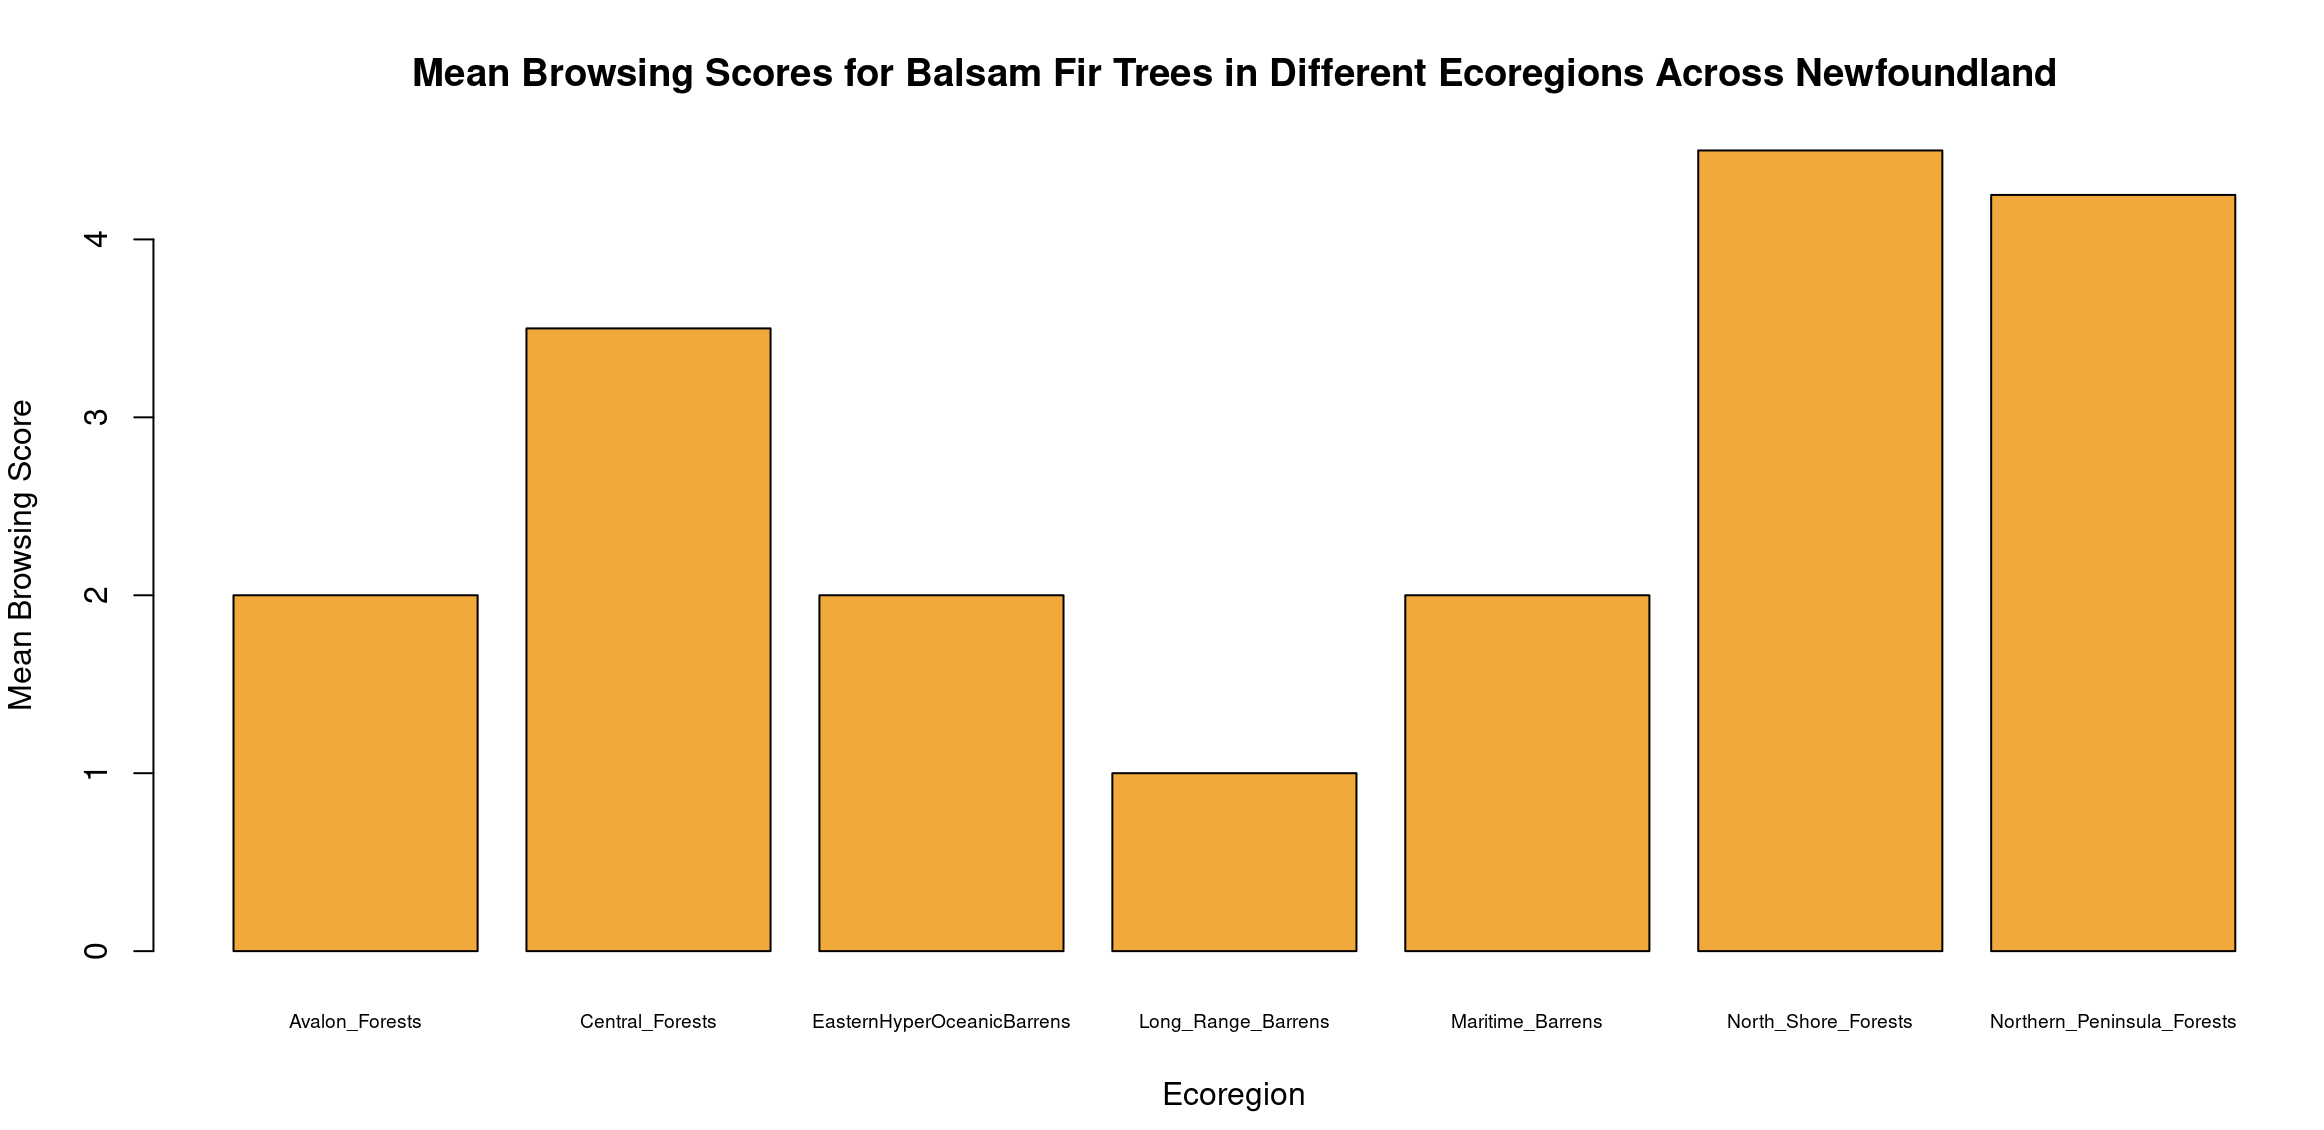 Mean Browsing Scores for Balsam Fir Trees in Different Ecoregions Across Newfoundland
Mean Browsing Score
4
3
2
1
0
Avalon_Forests
Central_Forests
EasternHyperOceanicBarrens
Long_Range_Barrens
Maritime_Barrens
North_Shore_Forests
Northern_Peninsula_Forests
Ecoregion